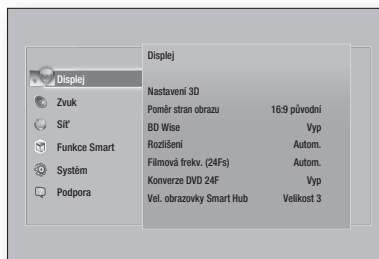 Displej
Zvuk
Síť
Funkce Smart
Systém
Podpora
Displej
Nastavení 3D
Poměr stran obrazu 16:9 původní
BD Wise Vyp
Rozlišení Autom.
Filmová frekv. (24Fs) Autom.
Konverze DVD 24F Vyp
Vel. obrazovky Smart Hub Velikost 3